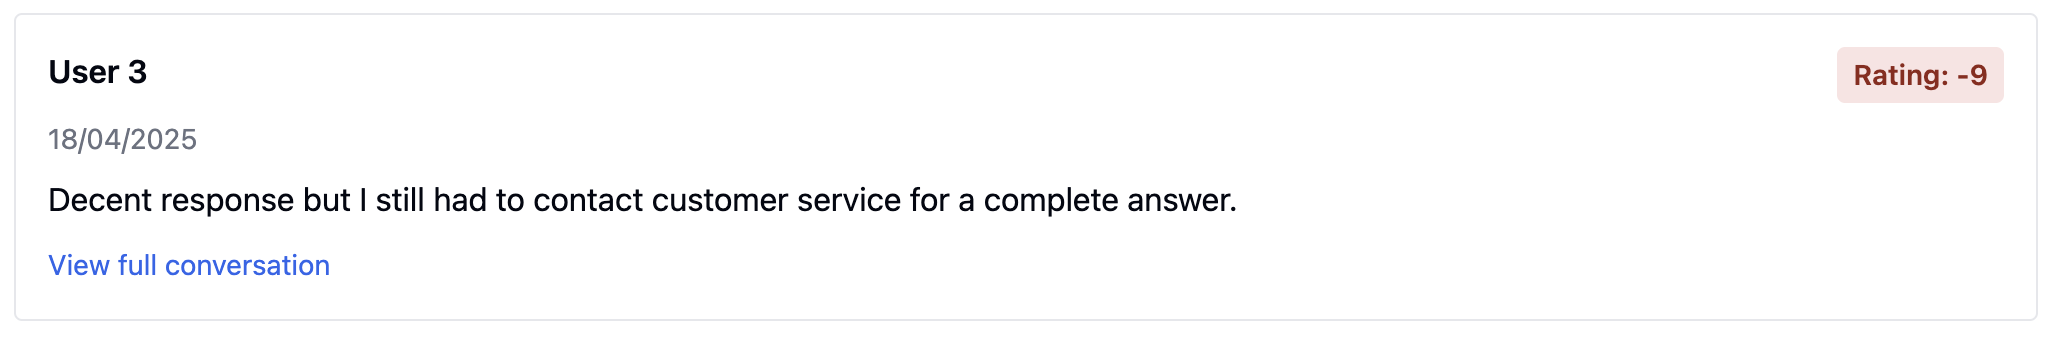 User 3
Rating: -9
18/04/2025
Decent response but I still had to contact customer service for a complete answer.
View full conversation